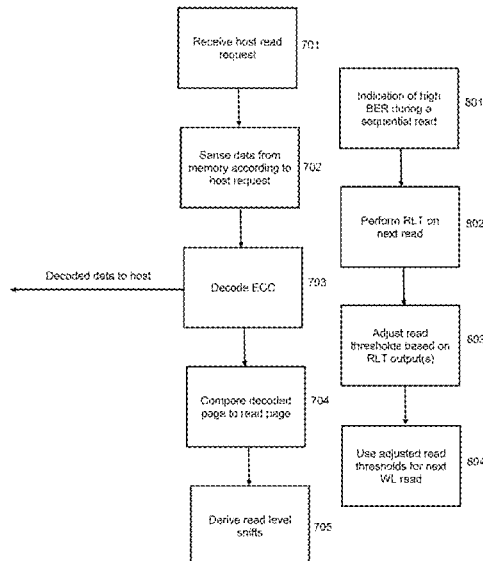 Receive host read
request
701
Sense data from
memory according to
host request
702
Decoded data to host
Decode ECC
703
Compare decoded
page to read page
704
Derive read level
shifts
705
Indication of high
BER during a
sequential read
801
Perform RLT on
next read
802
Adjust read
thresholds based on
RLT output(s)
803
Use adjusted read
thresholds for next
WL read
804